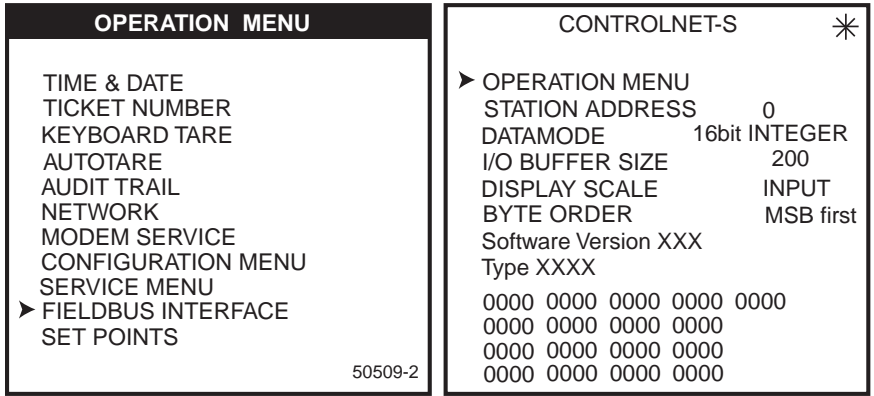 OPERATION MENU
TIME & DATE
TICKET NUMBER
KEYBOARD TARE
AUTOTARE
AUDIT TRAIL
NETWORK
MODEM SERVICE
CONFIGURATION MENU
SERVICE MENU
FIELDBUS INTERFACE
SET POINTS
50509-2
CONTROLNET-S
OPERATION MENU
STATION ADDRESS 0
DATAMODE 16bit INTEGER
I/O BUFFER SIZE 200
DISPLAY SCALE INPUT
BYTE ORDER MSB first
Software Version XXX
Type XXXX
0000 0000 0000 0000 0000
0000 0000 0000 0000
0000 0000 0000 0000
0000 0000 0000 0000